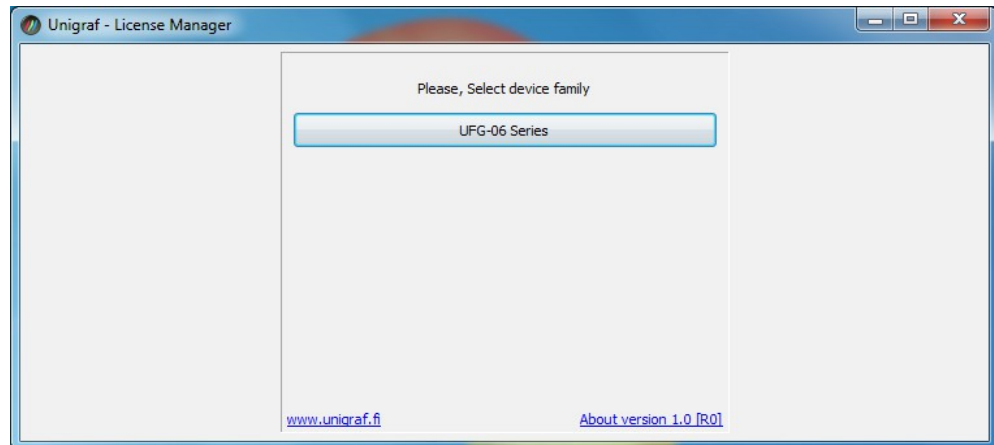 Unigraf - License Manager
Please, Select device family
UFG-06 Series
www.unigraf.fi
About version 1.0 [R0]